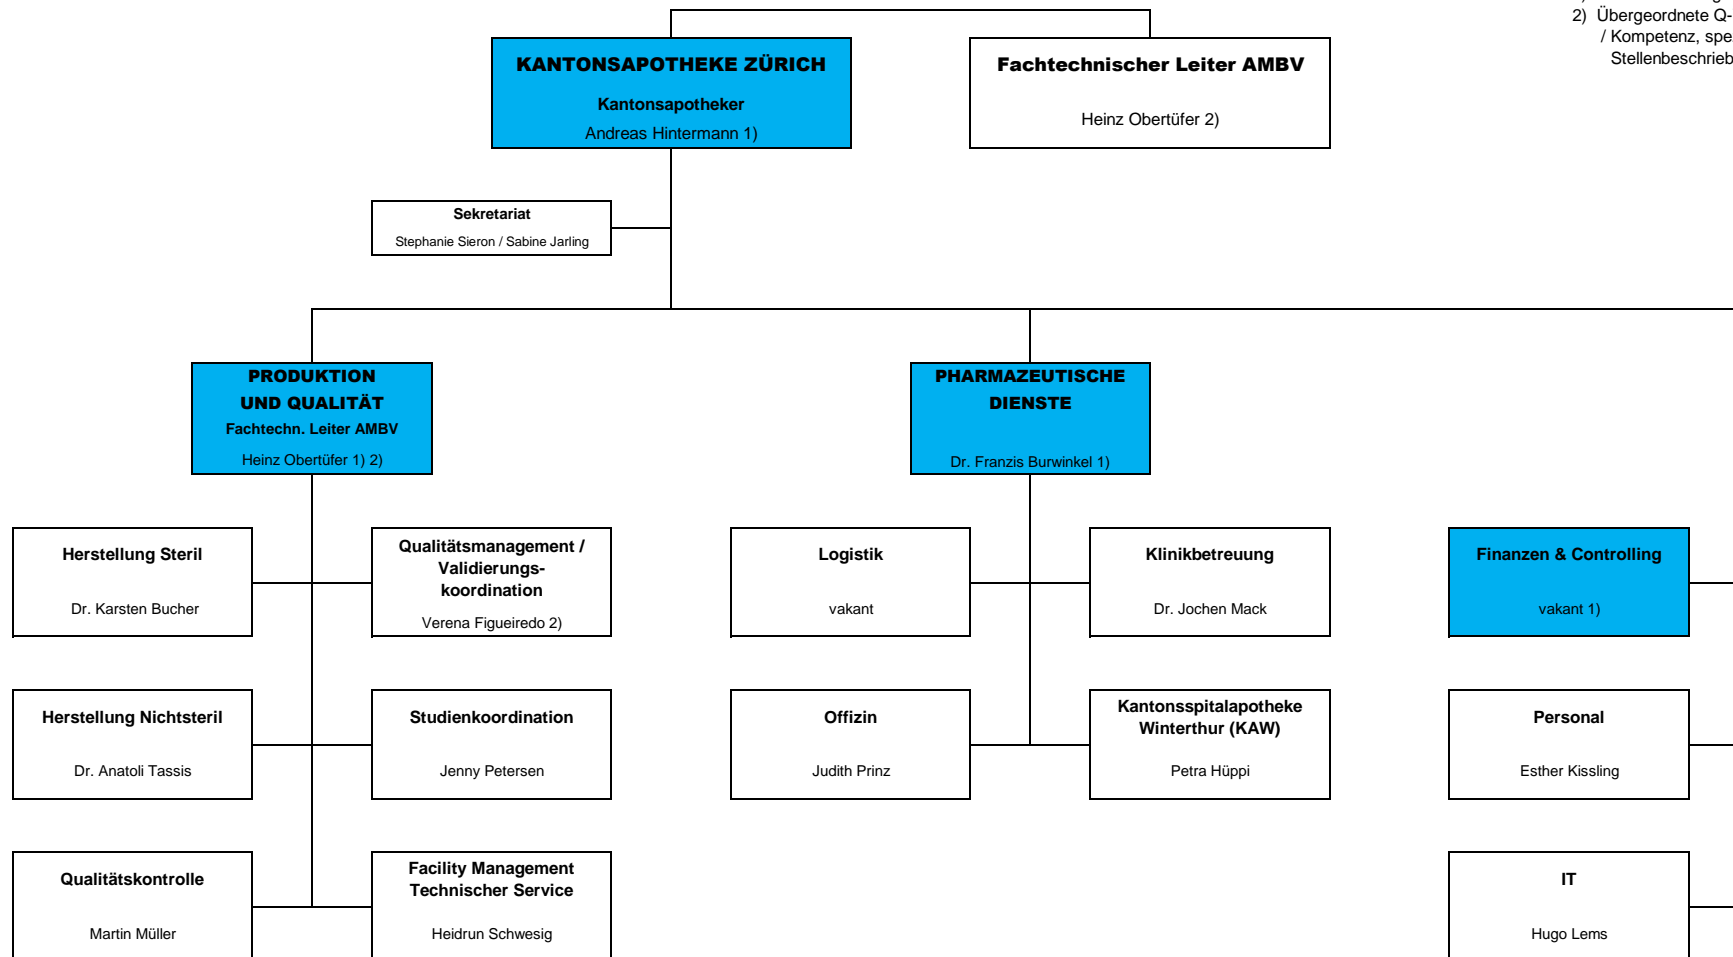 2) Übergeordnete Q-
/ Kompetenz,
Stellenbeschrieb
KANTONSAPOTHEKE ZÜRICH
Kantonsapotheker
Andreas Hintermann 1)
Fachtechnischer Leiter AMBV
Heinz Obertüfer 2)
Sekretariat
Stephanie Sieron / Sabine Jarling
PRODUKTION
UND QUALITÄT
Fachtechn. Leiter AMBV
Heinz Obertüfer 1) 2)
PHARMAZEUTISCHE
DIENSTE
Dr. Franzis Burwinkel 1)
Herstellung Steril
Dr. Karsten Bucher
Qualitätsmanagement /
Validierungs-
koordination
Verena Figueiredo 2)
Logistik
vakant
Klinikbetreuung
Dr. Jochen Mack
Finanzen & Controlling
vakant 1)
Herstellung Nichtsteril
Dr. Anatoli Tassis
Studienkoordination
Jenny Petersen
Offizin
Judith Prinz
Kantonsspitalapotheke
Winterthur (KAW)
Petra Hüppi
Personal
Esther Kissling
Qualitätskontrolle
Martin Müller
Facility Management
Technischer Service
Heidrun Schwesig
IT
Hugo Lems